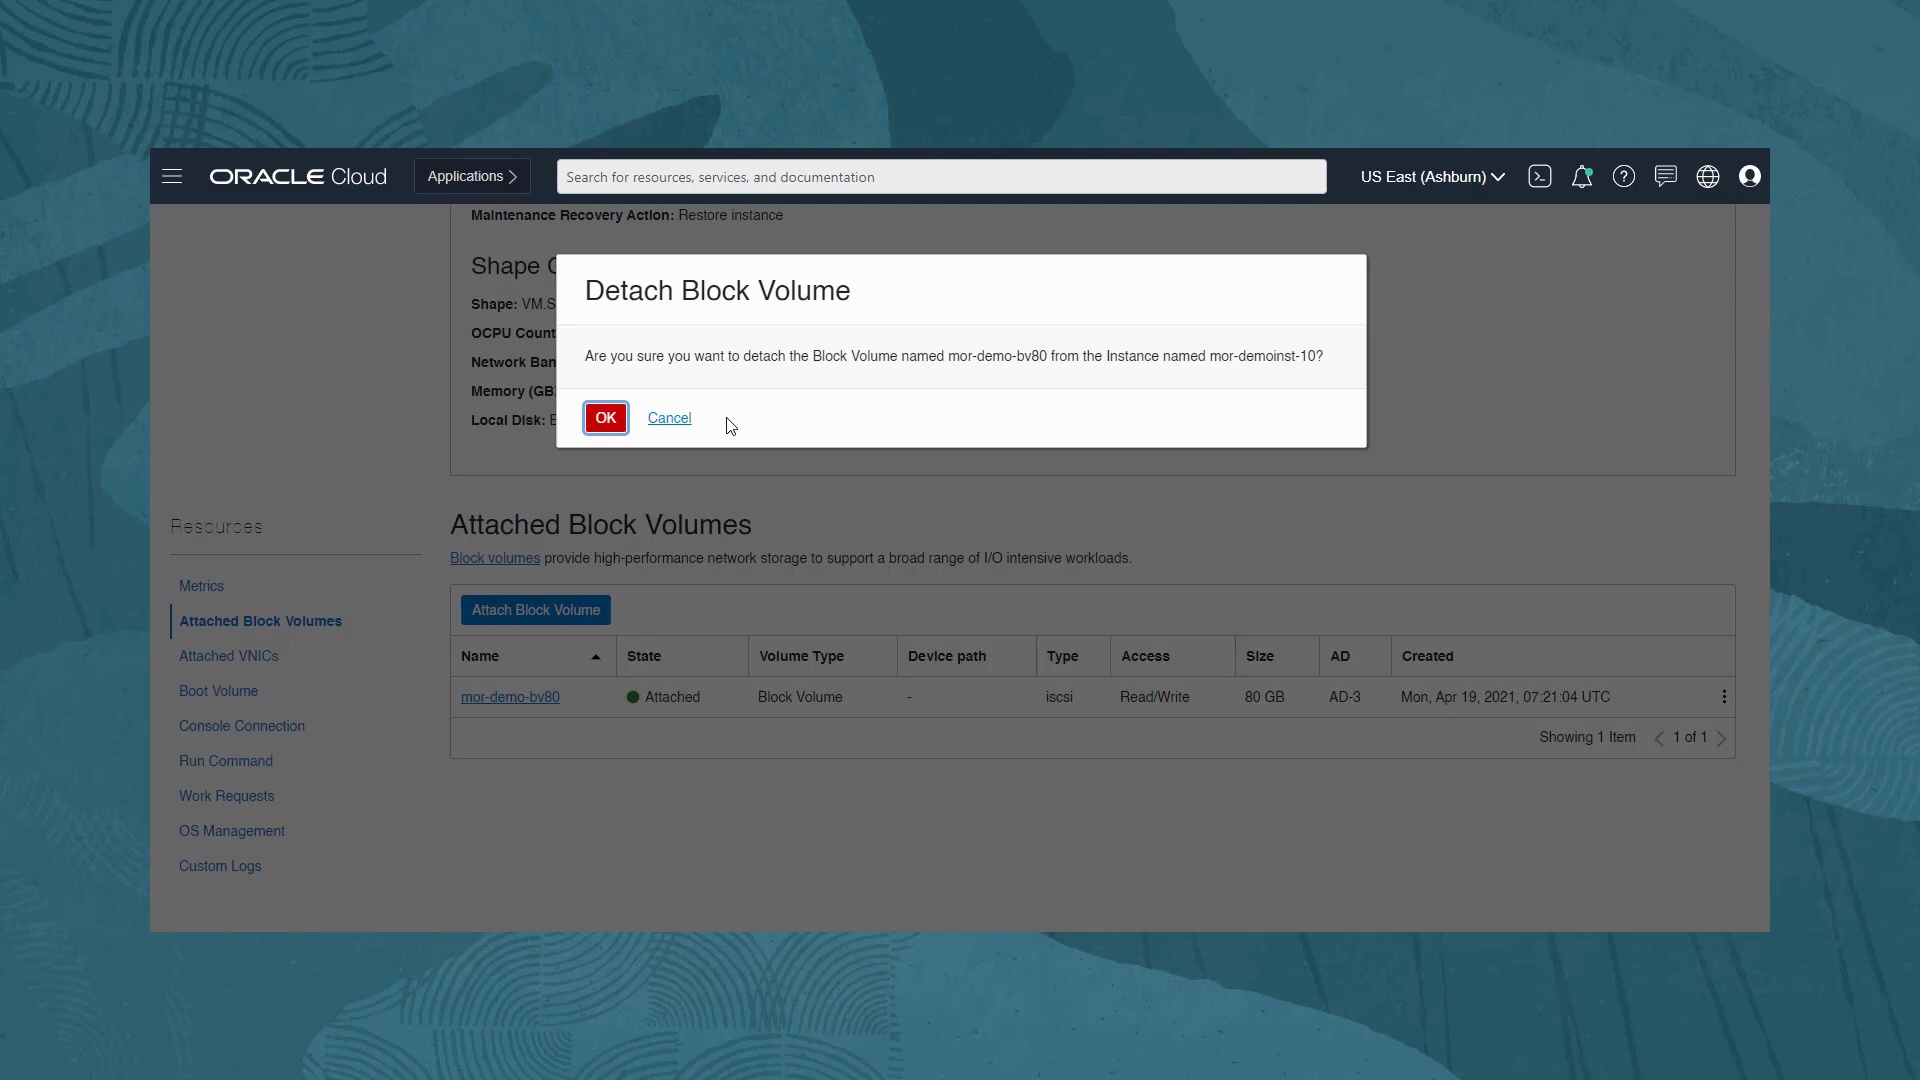 ORACLE Cloud
Applications
Search for resources, services, and documentation
US East (Ashburn)
Maintenance Recovery Action: Restore instance
Shape
Shape: VM.S
OCPU Count
Network Ban
Memory (GB
Local Disk:
Detach Block Volume
Are you sure you want to detach the Block Volume named mor-demo-bv80 from the Instance named mor-demoinst-10?
OK
Cancel
Resources
Metrics
Attached Block Volumes
Attached VNICs
Boot Volume
Console Connection
Run Command
Work Requests
OS Management
Custom Logs
Attached Block Volumes
Block volumes provide high-performance network storage to support a broad range of I/O intensive workloads.
Attach Block Volume
Name State Volume Type Device path Type Access Size AD Created
mor-demo-bv80 Attached Block Volume - iscsi Read/Write 80 GB AD-3 Mon, Apr 19, 2021, 07:21:04 UTC
Showing 1 Item 1 of 1